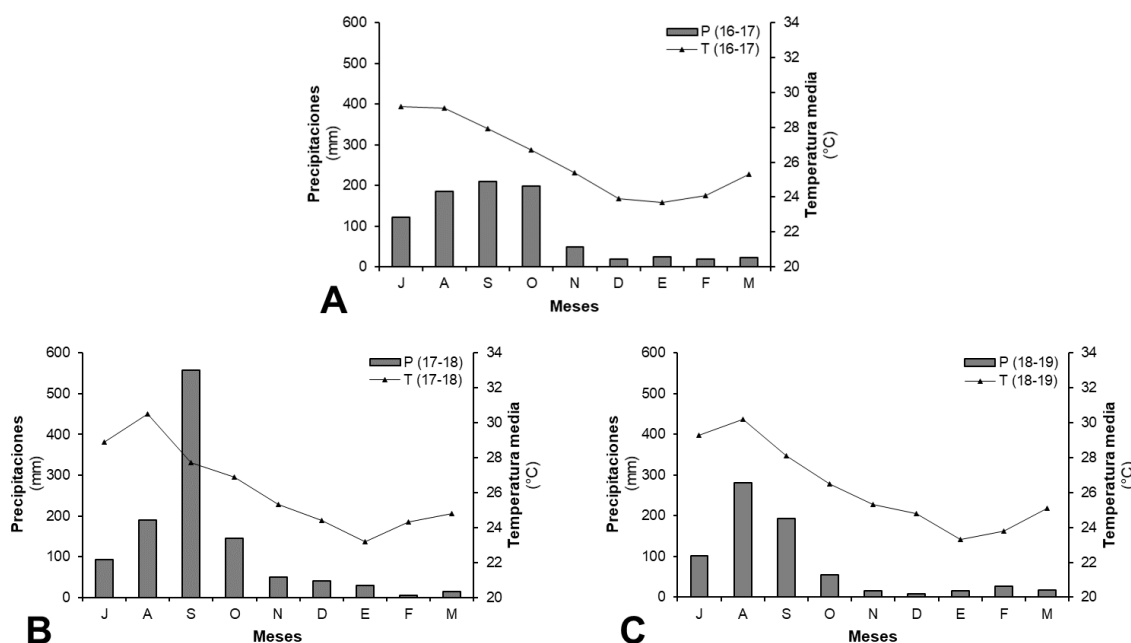 600
500
400
300
200
100
0
Precipitaciones
(mm)
34
32
30
28
26
24
22
20
Temperatura media
(°C)
P (16-17)
T (16-17)
J A S O N D E F M
Meses
A
600
500
400
300
200
100
0
Precipitaciones
(mm)
34
32
30
28
26
24
22
20
Temperatura media
(°C)
P (17-18)
T (17-18)
J A S O N D E F M
Meses
B
600
500
400
300
200
100
0
Precipitaciones
(mm)
34
32
30
28
26
24
22
20
Temperatura media
(°C)
P (18-19)
T (18-19)
J A S O N D E F M
Meses
C